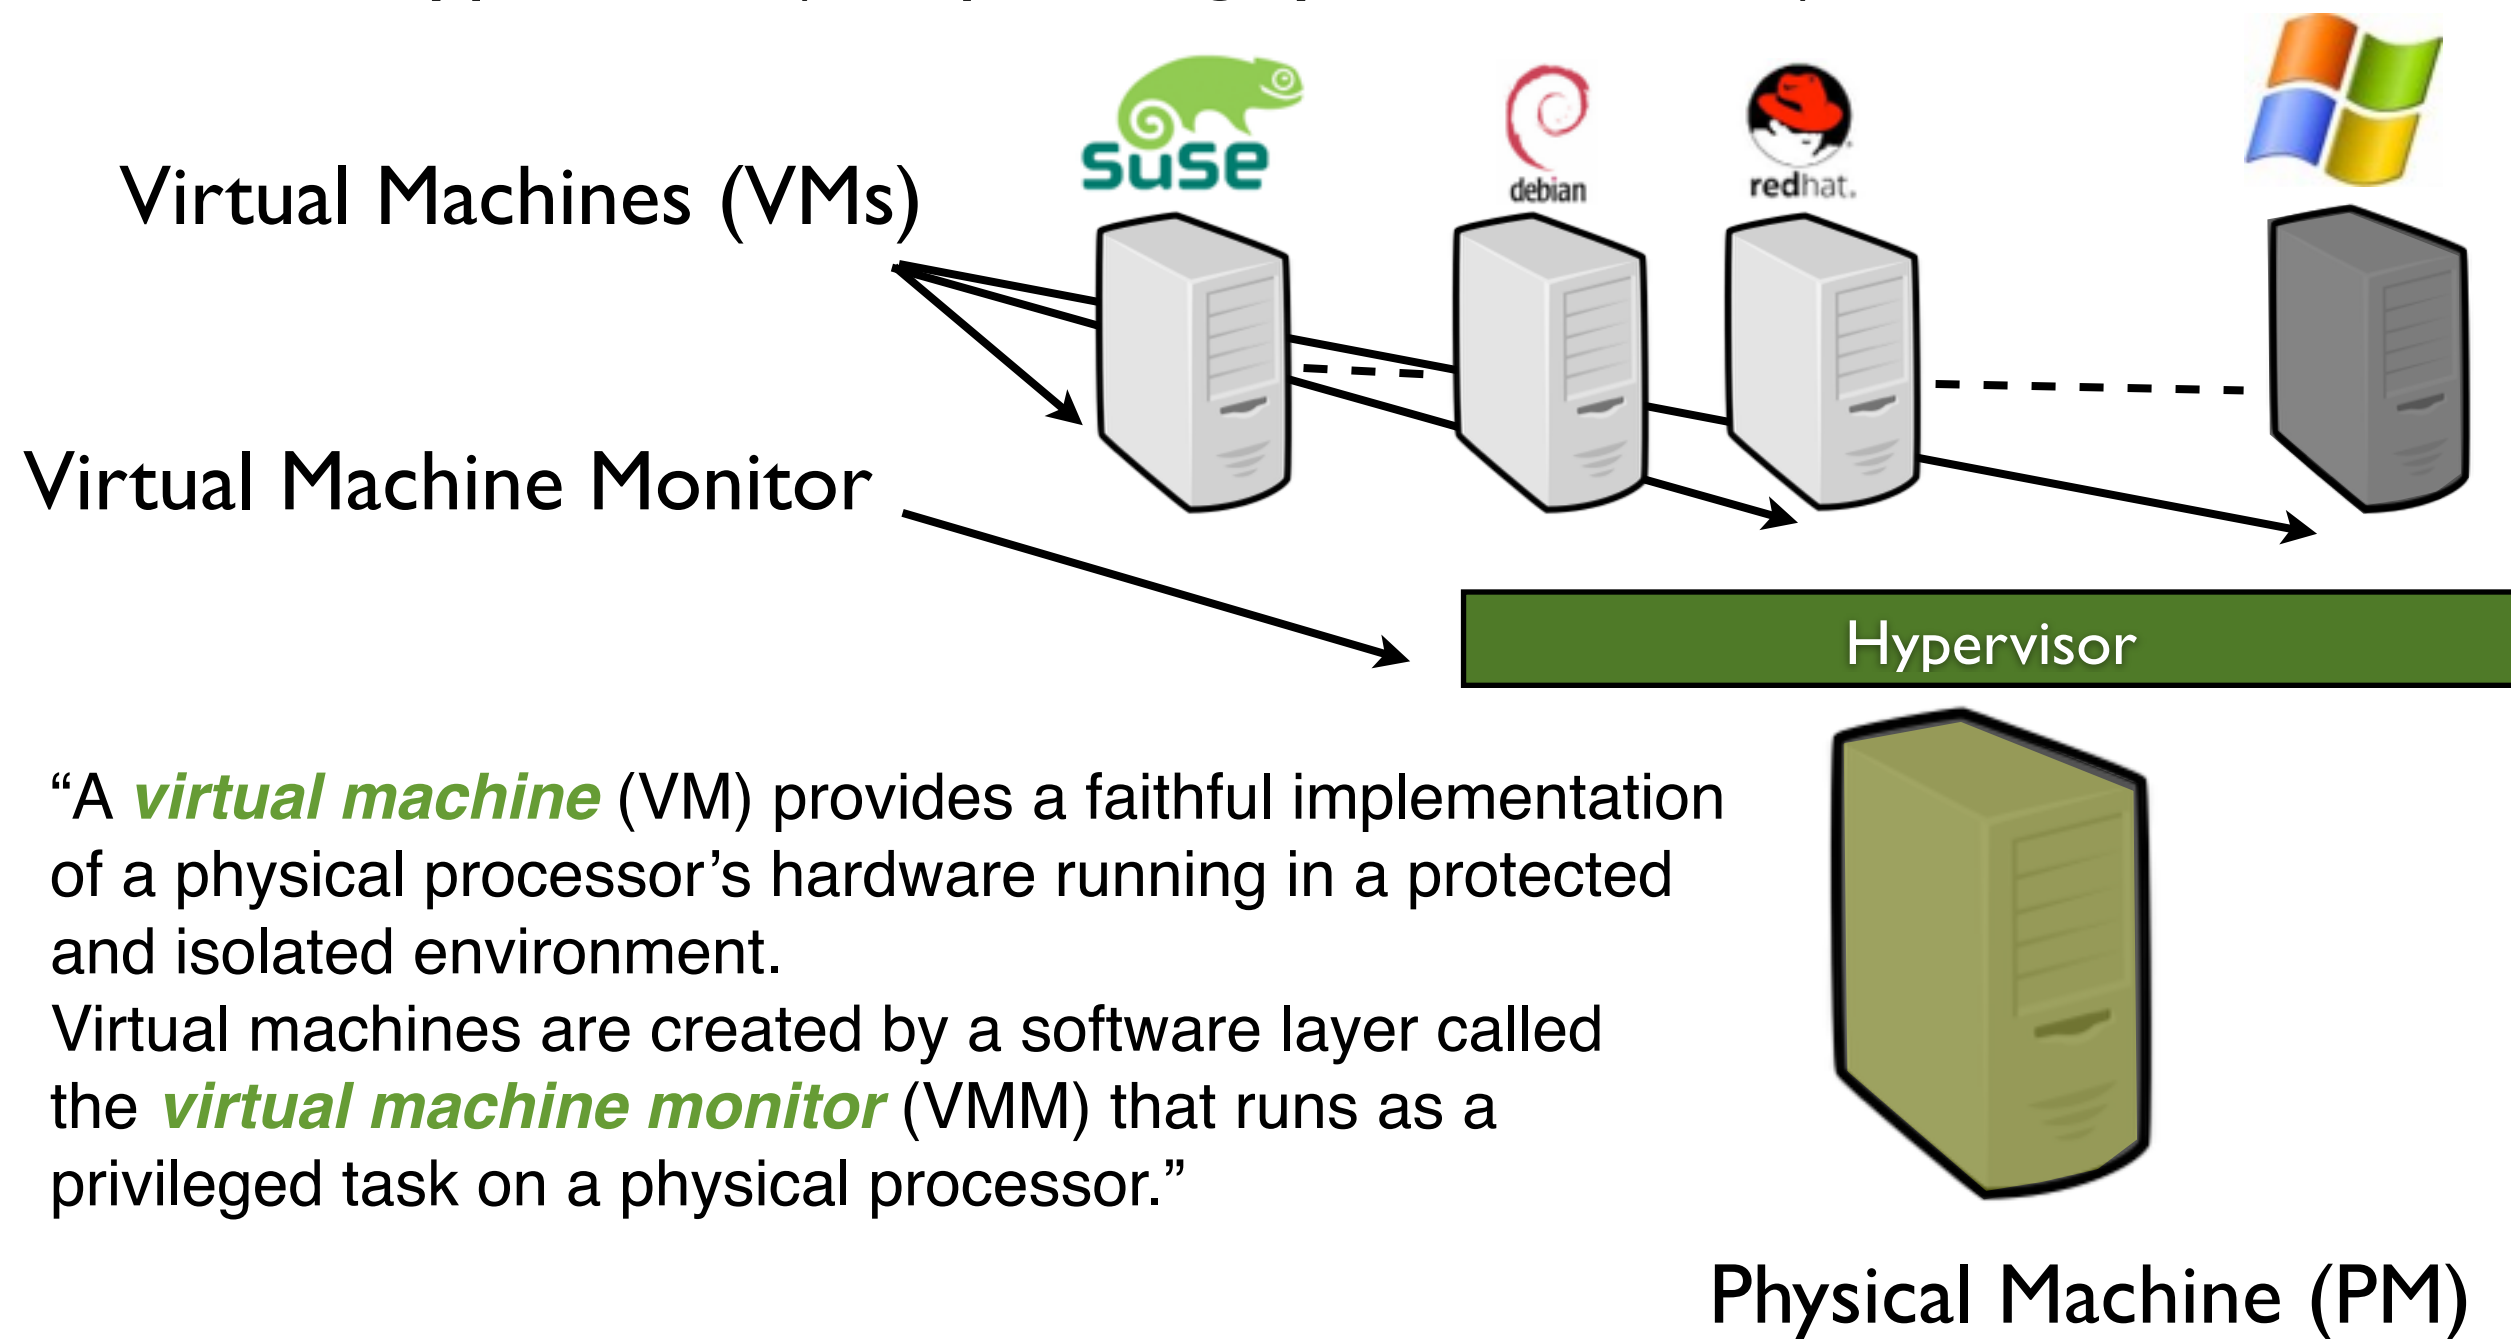 suse
debian
redhat.
Virtual Machines (VMs)
Virtual Machine Monitor
Hypervisor
“A virtual machine (VM) provides a faithful implementation
of a physical processor’s hardware running in a protected
and isolated environment.
Virtual machines are created by a software layer called
the virtual machine monitor (VMM) that runs as a
privileged task on a physical processor.”
Physical Machine (PM)